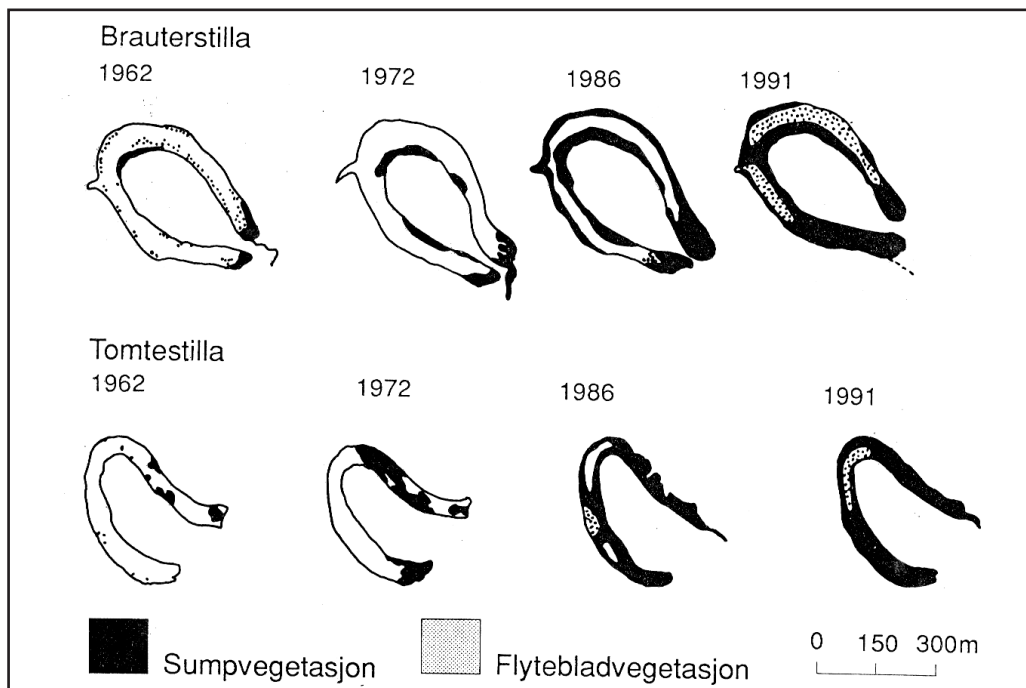 Brauterstilla
1962 1972 1986 1991
Tomtestilla
1962 1972 1986 1991
Sumpvegetasjon Flytebladvegetasjon
0 150 300m